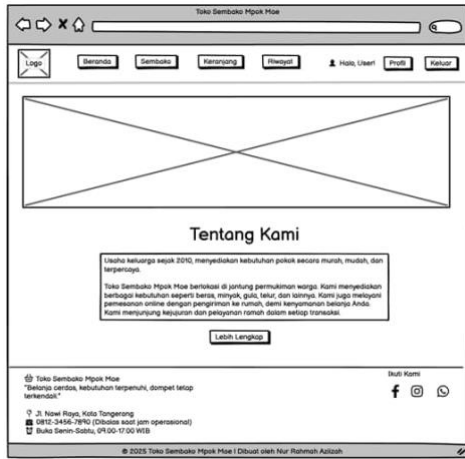 Toko Sembako Mpok Moe
Logo
Beranda
Sembako
Keranjang
Riwayat
Halo, User!
Profil
Keluar
Tentang Kami
Usaha keluarga sejak 2010, menyediakan kebutuhan pokok secara murah, mudah, dan
terpercaya.
Toko Sembako Mpok Moe berlokasi di jantung permukiman warga. Kami menyediakan
berbagai kebutuhan seperti beras, minyak, gula, telur, dan lainnya. Kami juga melayani
pemesanan online dengan pengiriman ke rumah, demi kenyamanan belanja Anda.
Kami menjunjung kejujuran dan pelayanan ramah dalam setiap transaksi.
Lebih Lengkap
Toko Sembako Mpok Moe
"Belanja cerdas, kebutuhan terpenuhi, dompet tetap
terkendali."
Jl. Nawi Raya, Kota Tangerang
0812-3456-7890 (Dibalas saat jam operasional)
Buka Senin-Sabtu, 09.00-17.00 WIB
Ikuti Kami
© 2025 Toko Sembako Mpok Moe | Dibuat oleh Nur Rahmah Azizah